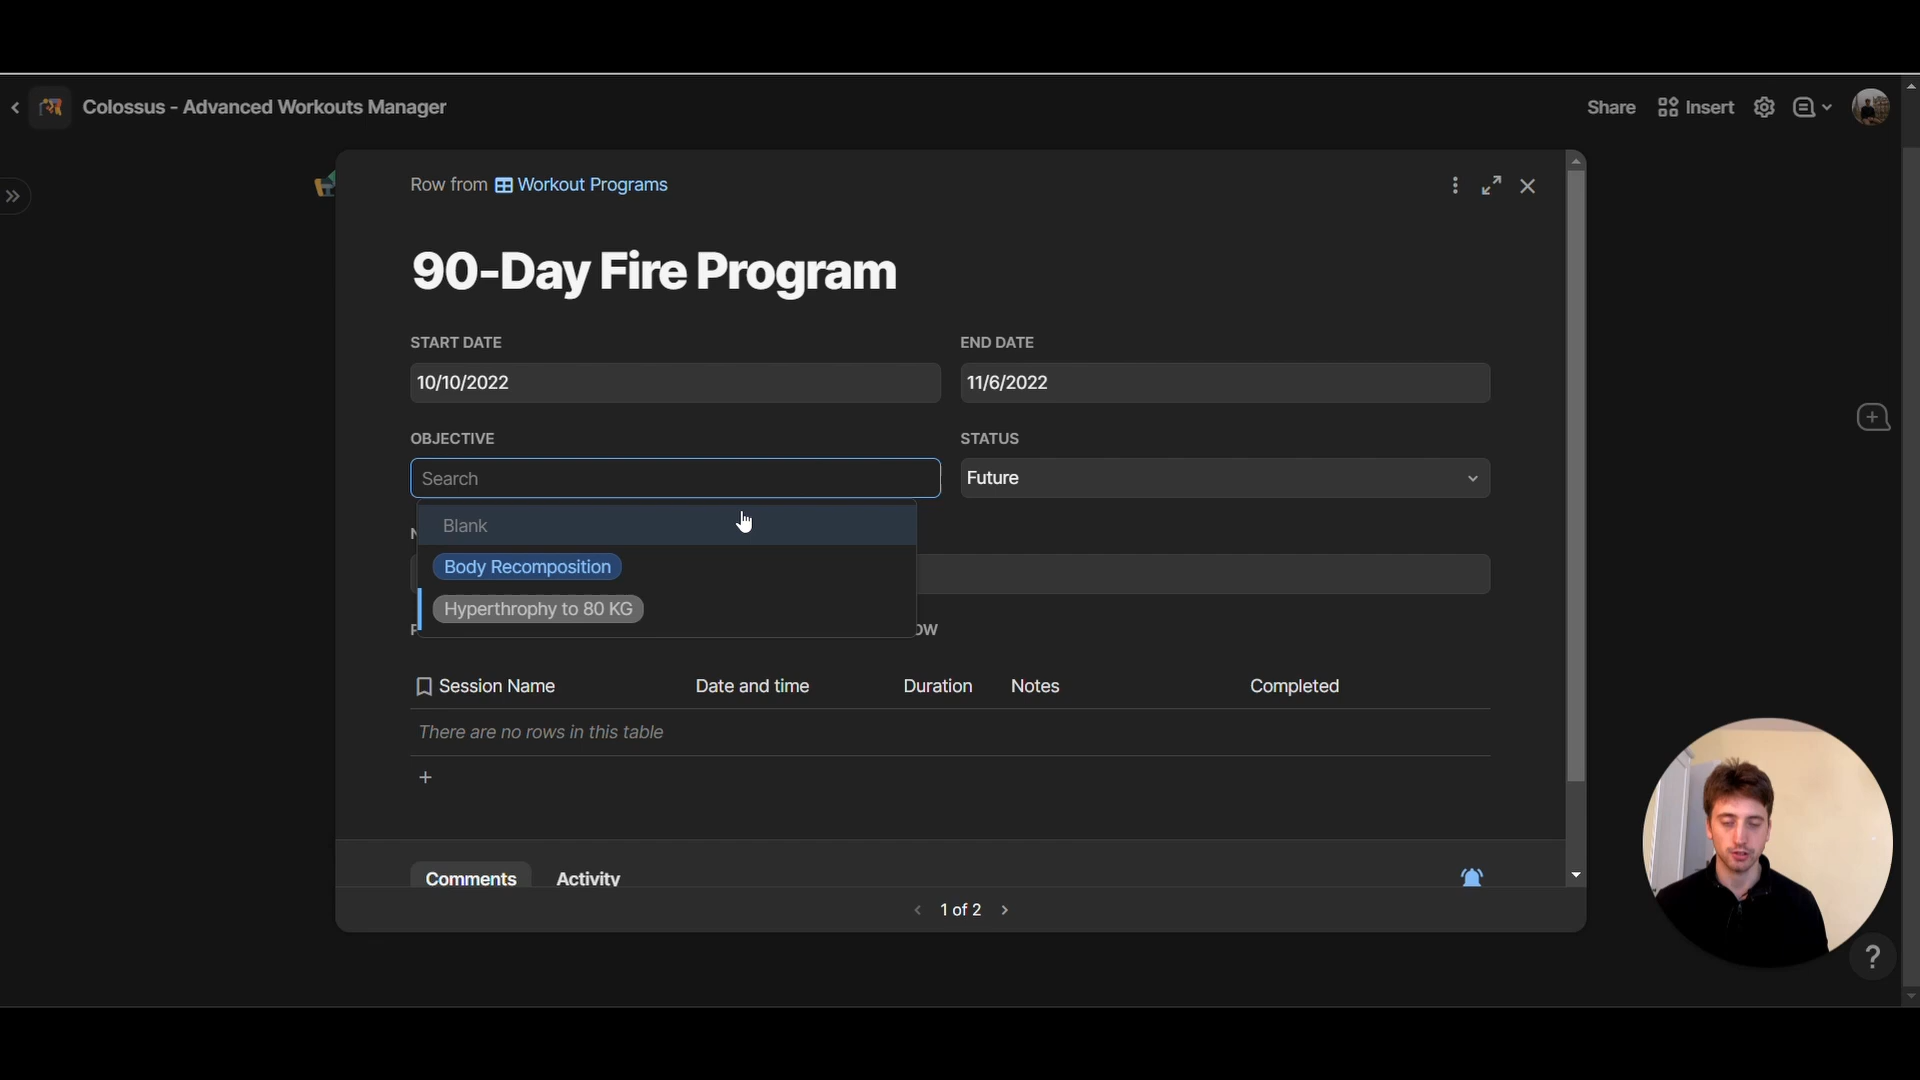 Colossus - Advanced Workouts Manager
Share
Insert
Row from Workout Programs
90-Day Fire Program
START DATE
END DATE
10/10/2022
11/6/2022
OBJECTIVE
STATUS
Search
Future
Blank
Body Recomposition
Hyperthrophy to 80 KG
OW
Session Name Date and time Duration Notes Completed
There are no rows in this table
+
Comments Activity
1 of 2
?